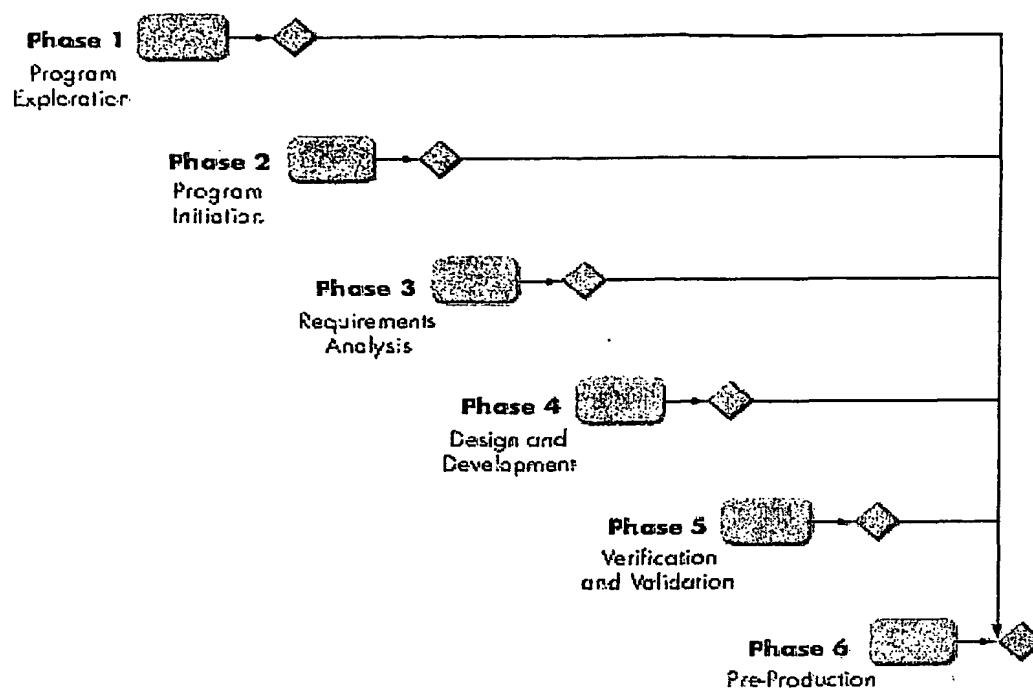 Phase 1
Program
Exploration
Phase 2
Program
Initiation
Phase 3
Requirements
Analysis
Phase 4
Design and
Development
Phase 5
Verification
and Validation
Phase 6
Pre-Production